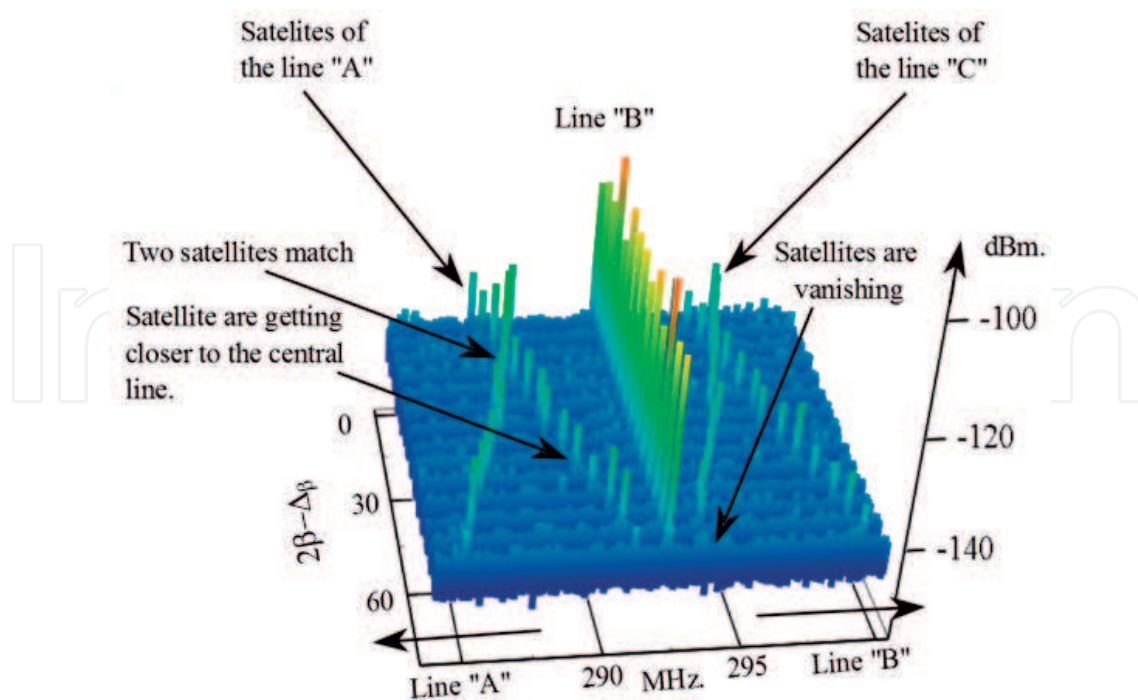 Satelites of
the line "A"
Satelites of
the line "C"
Line "B"
Two satellites match
Satellite are getting
closer to the central
line.
Satellites are
vanishing
dBm.
-100
-120
-140
0
30
60
2β−Δβ
290
295
MHz.
Line "A"
Line "B"